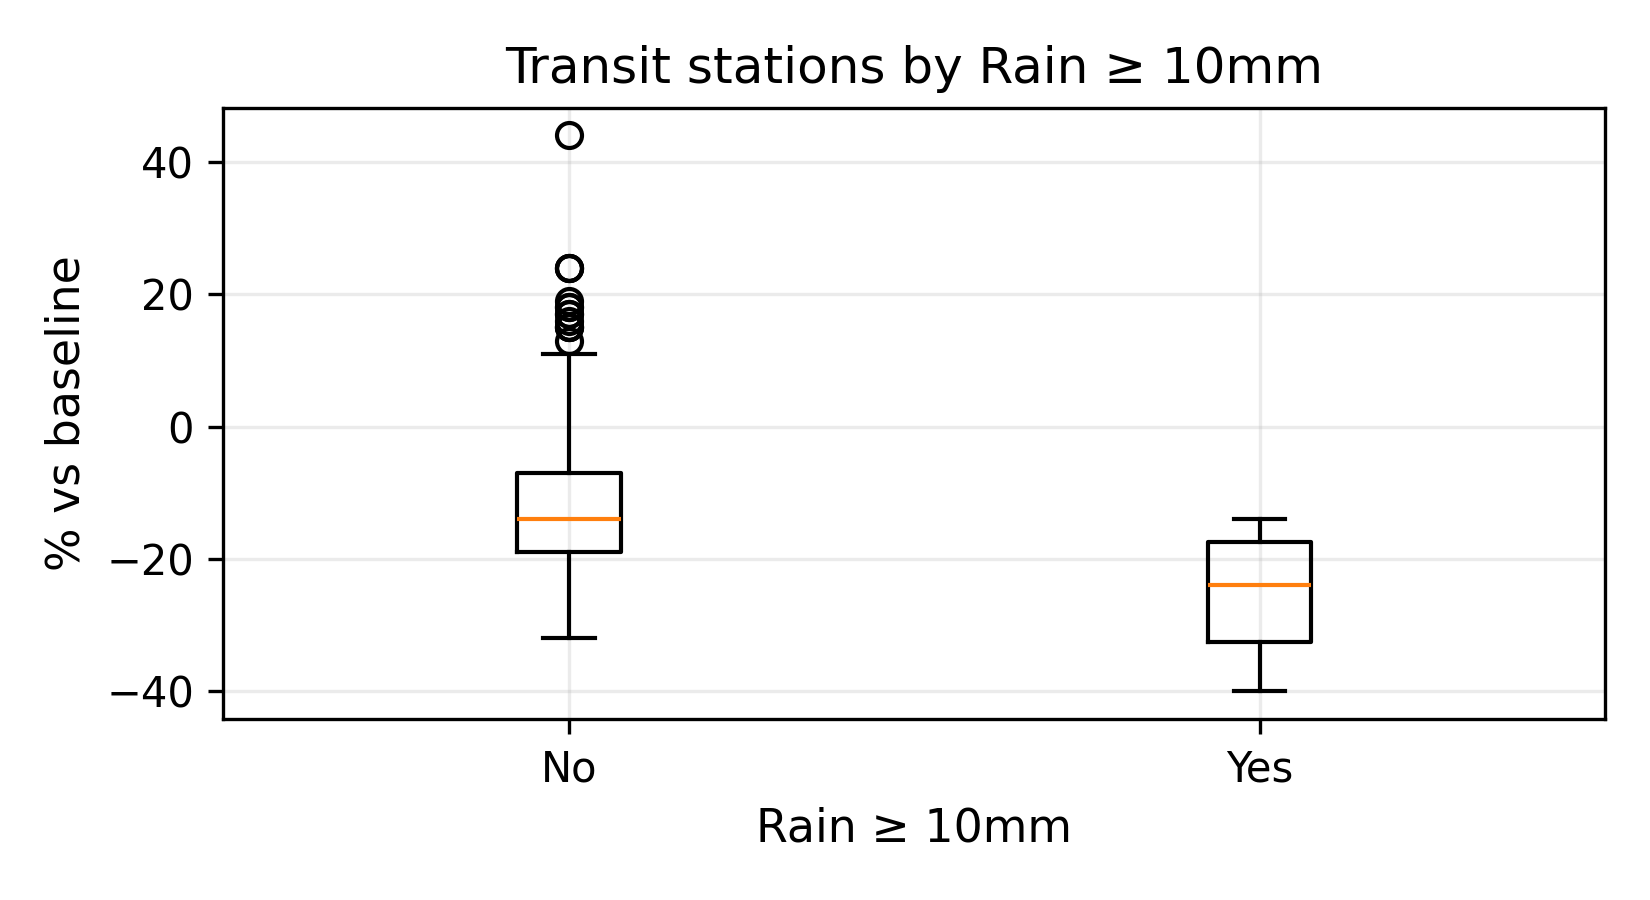 Transit stations by Rain ≥ 10mm
% vs baseline
40
20
0
−20
−40
No
Yes
Rain ≥ 10mm